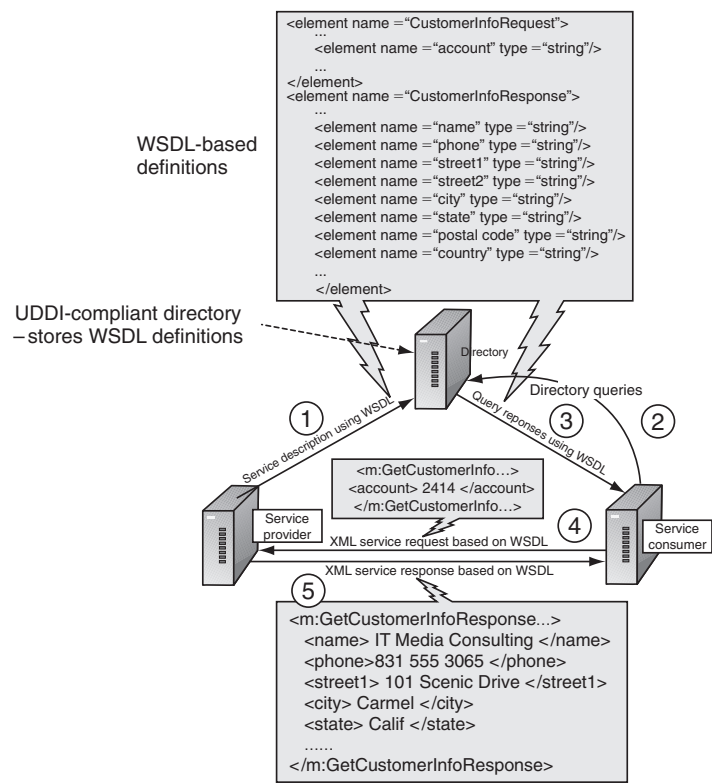 <element name =“CustomerInfoRequest”>
...
<element name =“account” type =“string”/>
...
</element>
<element name =“CustomerInfoResponse”>
...
<element name =“name” type =“string”/>
<element name =“phone” type =“string”/>
<element name =“street1” type =“string”/>
<element name =“street2” type =“string”/>
<element name =“city” type =“string”/>
<element name =“state” type =“string”/>
<element name =“postal code” type =“string”/>
<element name =“country” type =“string”/>
...
</element>
WSDL-based
definitions
UDDI-compliant directory
– stores WSDL definitions
Directory
Directory queries
1
Service description using WSDL
3
2
Query reponses using WSDL
<m:GetCustomerInfo…>
<account> 2414 </account>
</m:GetCustomerInfo…>
4
Service
provider
Service
consumer
XML service request based on WSDL
XML service response based on WSDL
5
<m:GetCustomerInfoResponse...>
<name> IT Media Consulting </name>
<phone>831 555 3065 </phone>
<street1> 101 Scenic Drive </street1>
<city> Carmel </city>
<state> Calif </state>
......
</m:GetCustomerInfoResponse>